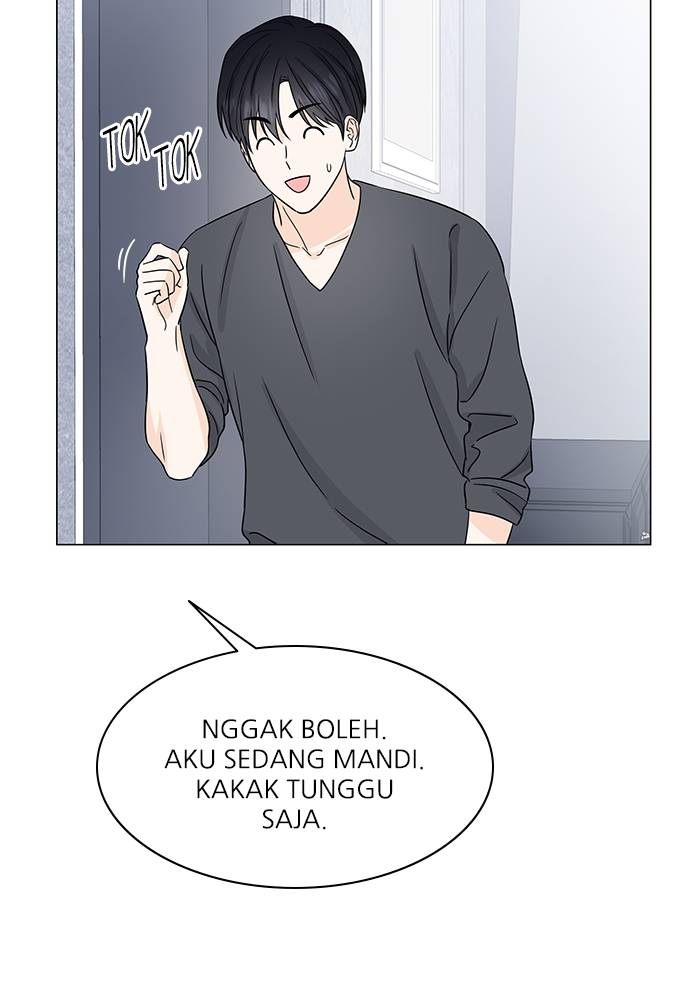 TOK
TOK
NGGAK BOLEH.
AKU SEDANG MANDI.
KAKAK TUNGGU
SAJA.